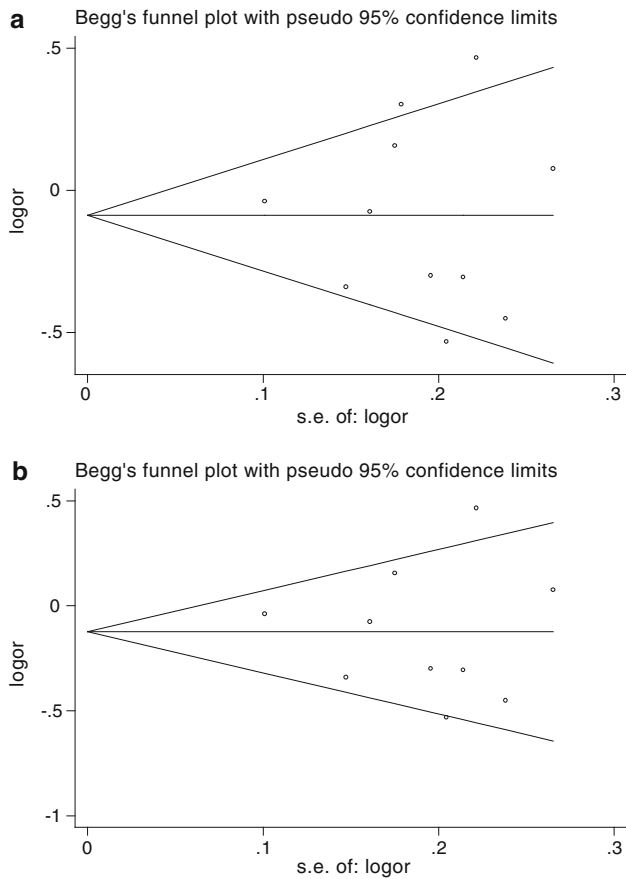 a
Begg's funnel plot with pseudo 95% confidence limits
.5
0
-.5
logor
0 .1 .2 .3
s.e. of: logor
b
Begg's funnel plot with pseudo 95% confidence limits
.5
0
-.5
-1
logor
0 .1 .2 .3
s.e. of: logor